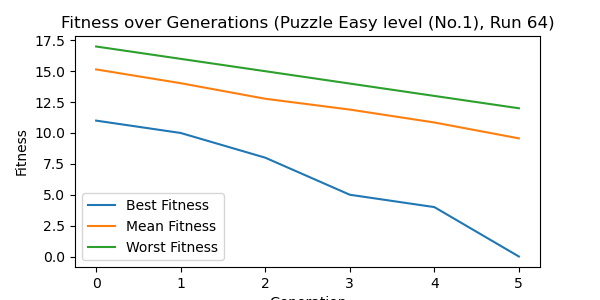 Fitness over Generations (Puzzle Easy level (No.1), Run 64)
17.5
15.0
12.5
10.0
7.5
5.0
2.5
0.0
Fitness
Best Fitness
Mean Fitness
Worst Fitness
0 1 2 3 4 5
Generation